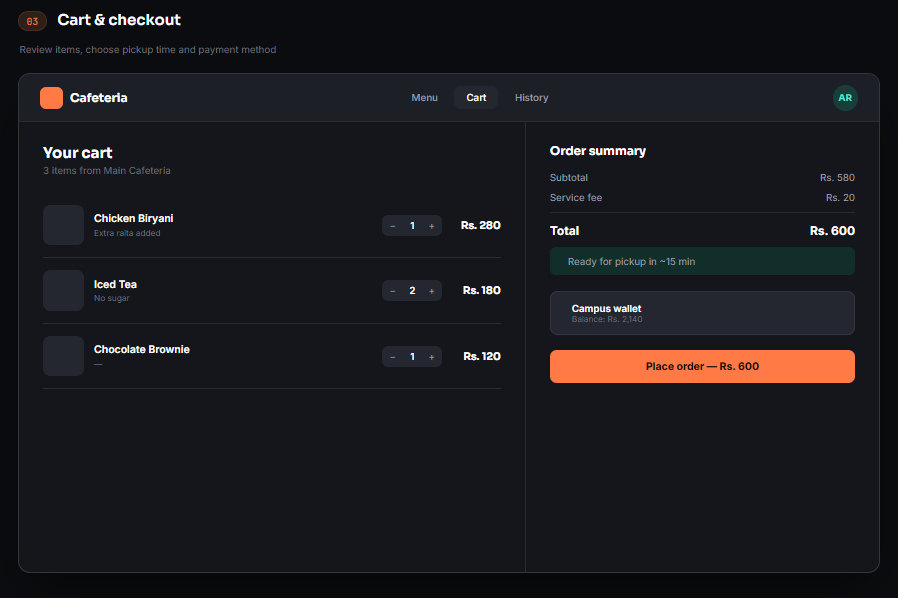 03 Cart & checkout
Review items, choose pickup time and payment method
Cafeteria Menu Cart History AR
Your cart
3 items from Main Cafeteria
Chicken Biryani
Extra raita added
− 1 +
Rs. 280
Iced Tea
No sugar
− 2 +
Rs. 180
Chocolate Brownie
—
− 1 +
Rs. 120
Order summary
Subtotal Rs. 580
Service fee Rs. 20
Total Rs. 600
Ready for pickup in ~15 min
Campus wallet
Balance: Rs. 2,140
Place order — Rs. 600